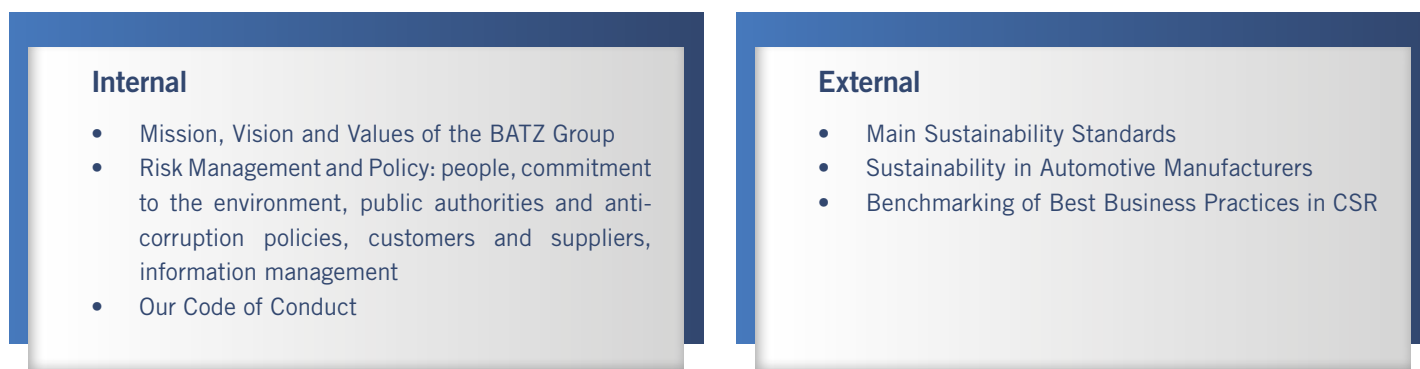 Internal
• Mission, Vision and Values of the BATZ Group
• Risk Management and Policy: people, commitment
to the environment, public authorities and anti-
corruption policies, customers and suppliers,
information management
• Our Code of Conduct
External
• Main Sustainability Standards
• Sustainability in Automotive Manufacturers
• Benchmarking of Best Business Practices in CSR